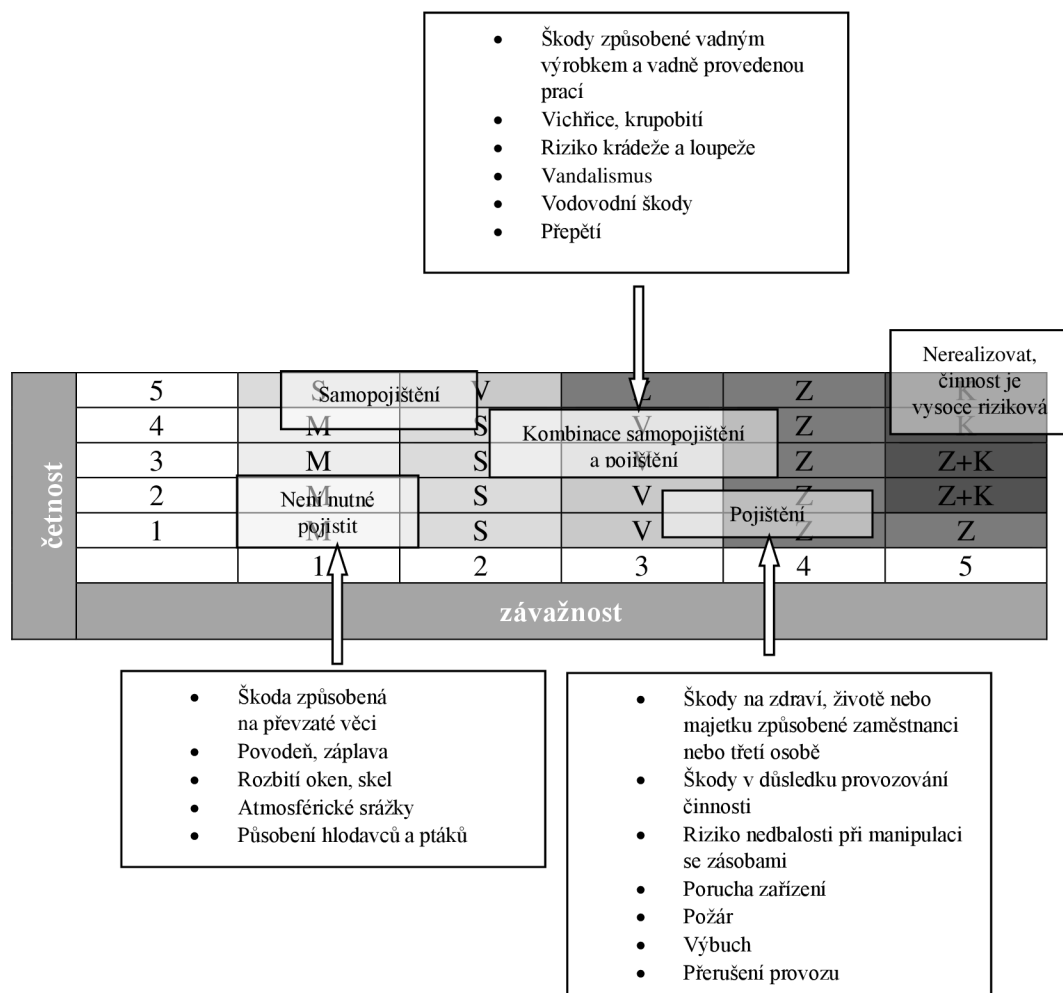 • Škody způsobené vadným
výrobkem a vadně provedenou
prací
• Vichřice, krupobití
• Riziko krádeže a loupeže
• Vandalismus
• Vodovodní škody
• Přepětí
Nerealizovat,
činnost je
vysoce riziková
Samopojištění
Kombinace samopojištění
a pojištění
Není nutné
pojistit
Pojištění
četnost
5 S V Z Z K
4 M S V Z K
3 M S V Z Z+K
2 M S V Z Z+K
1 M S V Z Z
1 2 3 4 5
závažnost
• Škoda způsobená
na převzaté věci
• Povodeň, záplava
• Rozbití oken, skel
• Atmosférické srážky
• Působení hlodavců a ptáků
• Škody na zdraví, životě nebo
majetku způsobené zaměstnanci
nebo třetí osobě
• Škody v důsledku provozování
činnosti
• Riziko nedbalosti při manipulaci
se zásobami
• Porucha zařízení
• Požár
• Výbuch
• Přerušení provozu